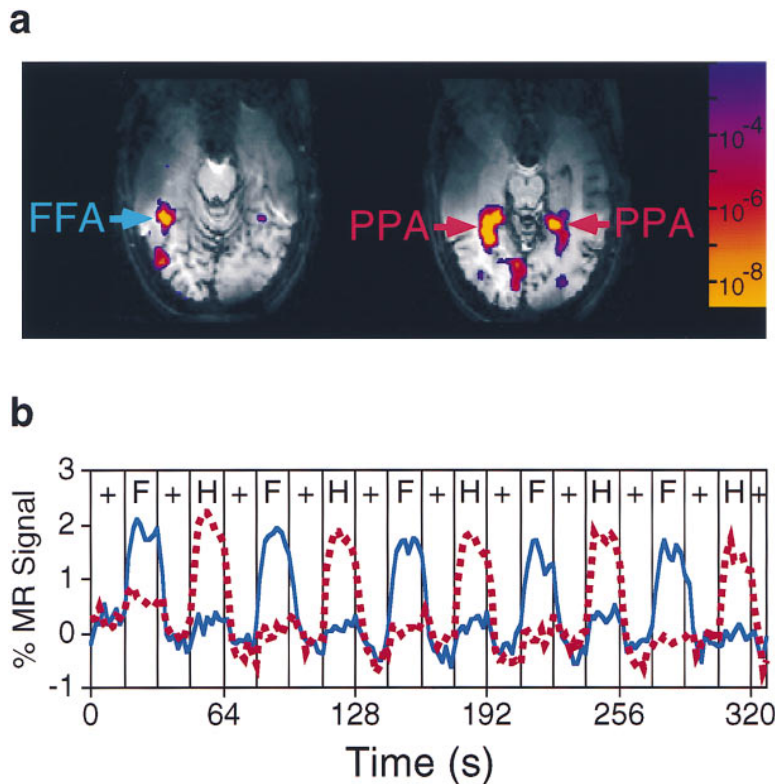 a
FFA
PPA
PPA
10-4
10-6
10-8
b
3
2
1
0
-1
% MR Signal
+ F + H + F + H + F + H + F + H + F + H +
0 64 128 192 256 320
Time (s)